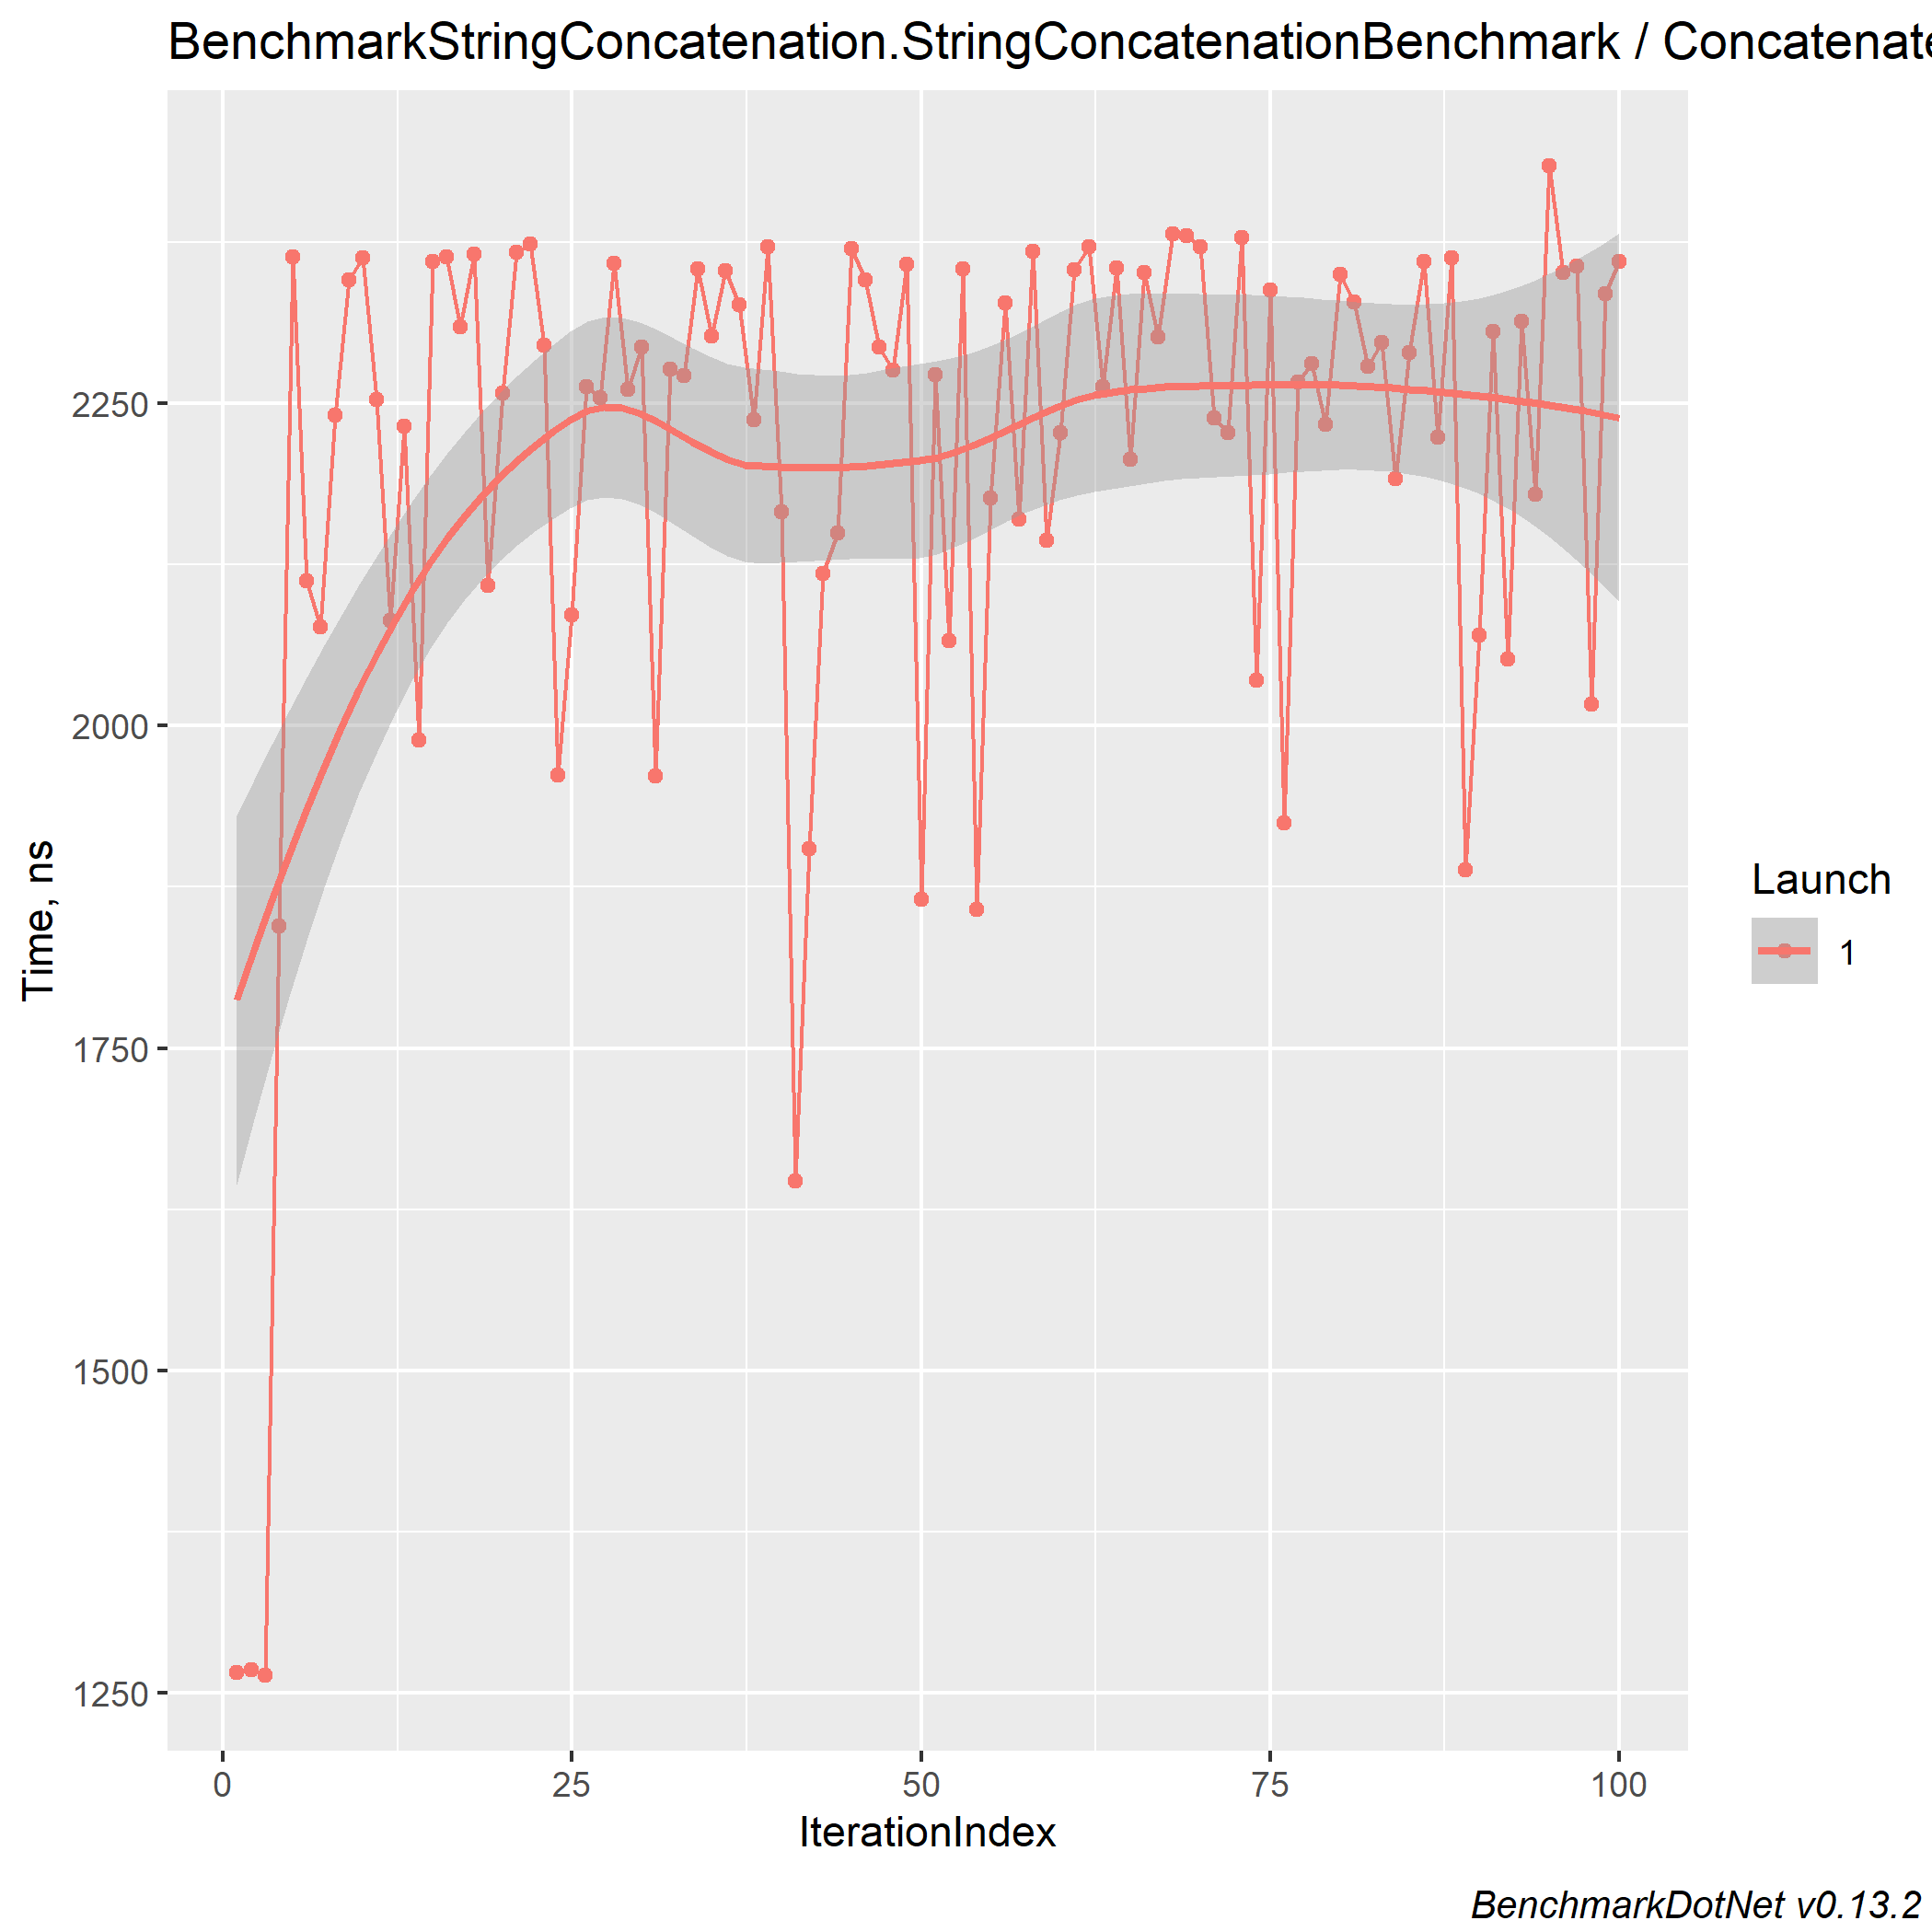 BenchmarkStringConcatenation.StringConcatenationBenchmark / Concatenate
2250
2000
1750
1500
1250
Time, ns
0 25 50 75 100
IterationIndex
Launch
1
BenchmarkDotNet v0.13.2